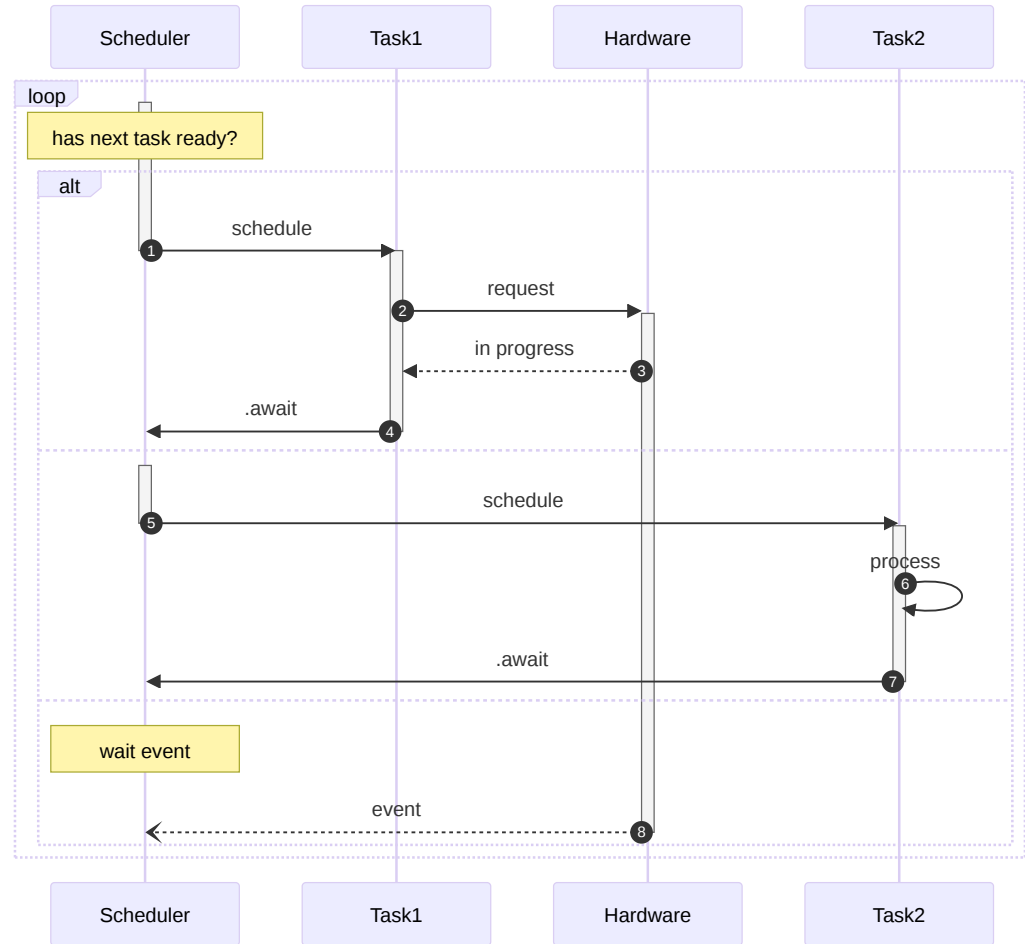 Scheduler
Task1
Hardware
Task2
loop
has next task ready?
alt
schedule
1
request
2
in progress
3
.await
4
schedule
5
process
6
.await
7
wait event
event
8
Scheduler
Task1
Hardware
Task2